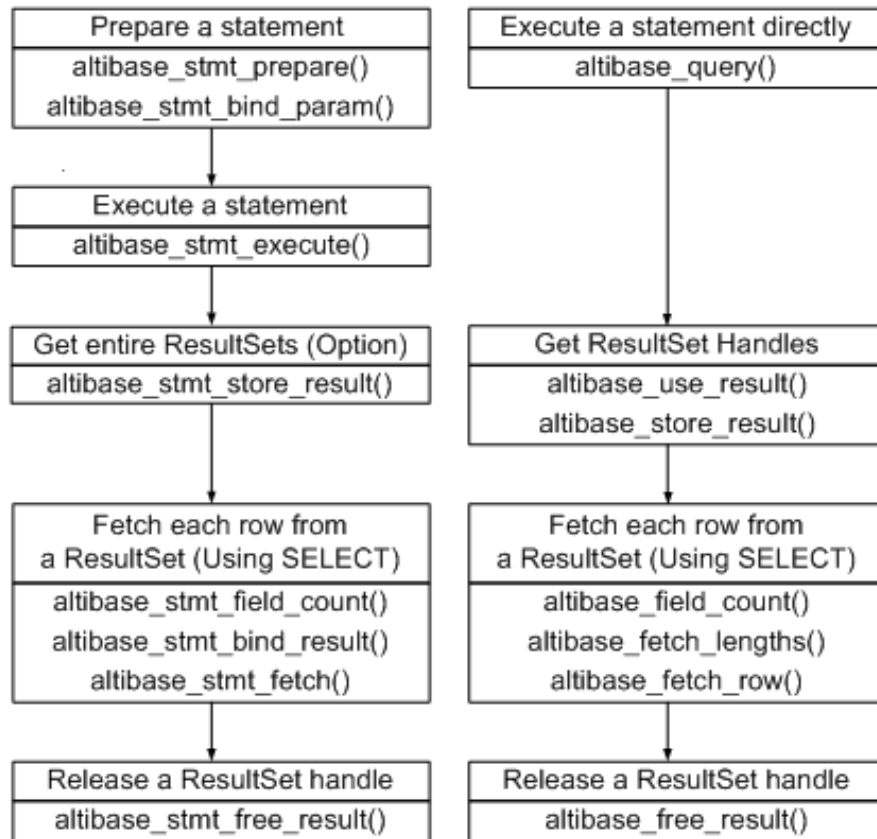 Prepare a statement
altibase_stmt_prepare()
altibase_stmt_bind_param()
Execute a statement
altibase_stmt_execute()
Get entire ResultSets (Option)
altibase_stmt_store_result()
Fetch each row from
a ResultSet (Using SELECT)
altibase_stmt_field_count()
altibase_stmt_bind_result()
altibase_stmt_fetch()
Release a ResultSet handle
altibase_stmt_free_result()
Execute a statement directly
altibase_query()
Get ResultSet Handles
altibase_use_result()
altibase_store_result()
Fetch each row from
a ResultSet (Using SELECT)
altibase_field_count()
altibase_fetch_lengths()
altibase_fetch_row()
Release a ResultSet handle
altibase_free_result()